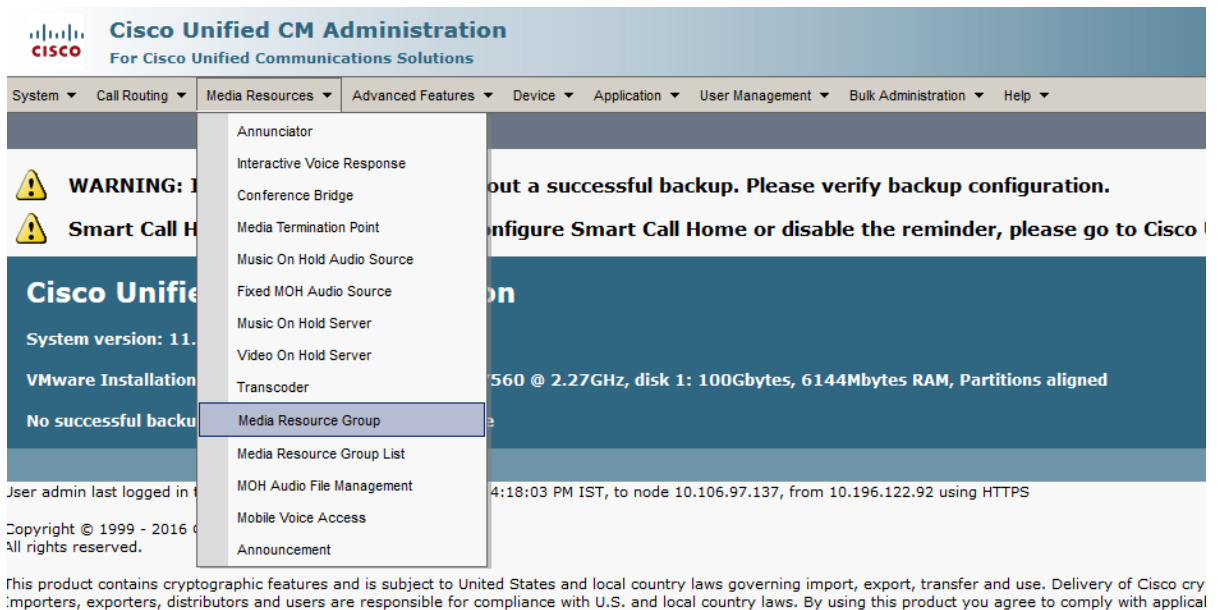 CISCO
Cisco Unified CM Administration
For Cisco Unified Communications Solutions
System Call Routing Media Resources Advanced Features Device Application User Management Bulk Administration Help
Annunciator
Interactive Voice Response
Conference Bridge
Media Termination Point
Music On Hold Audio Source
Fixed MOH Audio Source
Music On Hold Server
Video On Hold Server
Transcoder
Media Resource Group
Media Resource Group List
MOH Audio File Management
Mobile Voice Access
Announcement
WARNING: out a successful backup. Please verify backup configuration.
Smart Call configure Smart Call Home or disable the reminder, please go to Cisco
Cisco
System version: 11.
VMware Installation 560 @ 2.27GHz, disk 1: 100Gbytes, 6144Mbytes RAM, Partitions aligned
No successful
User admin last logged in 4:18:03 PM IST, to node 10.106.97.137, from 10.196.122.92 using HTTPS
Copyright © 1999 - 2016
All rights reserved.
This product contains cryptographic features and is subject to United States and local country laws governing import, export, transfer and use. Delivery of Cisco
Importers, exporters, distributors and users are responsible for compliance with U.S. and local country laws. By using this product you agree to comply with